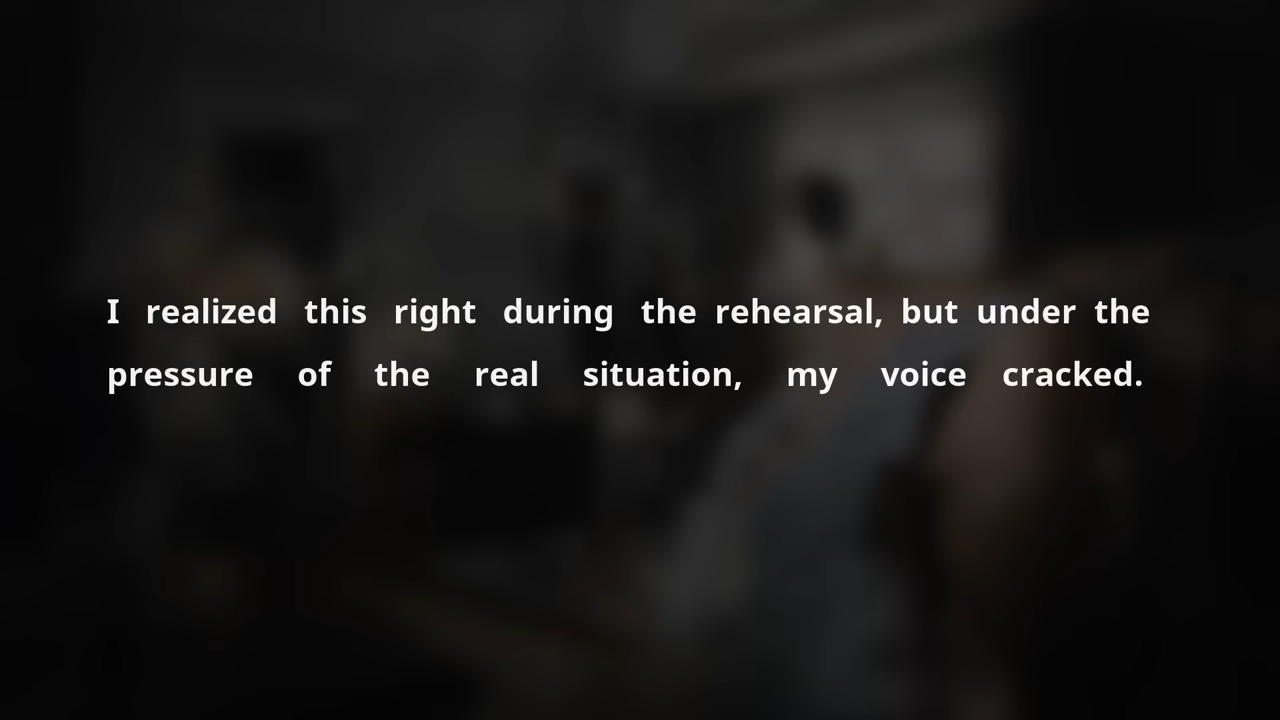 I realized this right during the rehearsal, but under the
pressure of the real situation, my voice cracked.